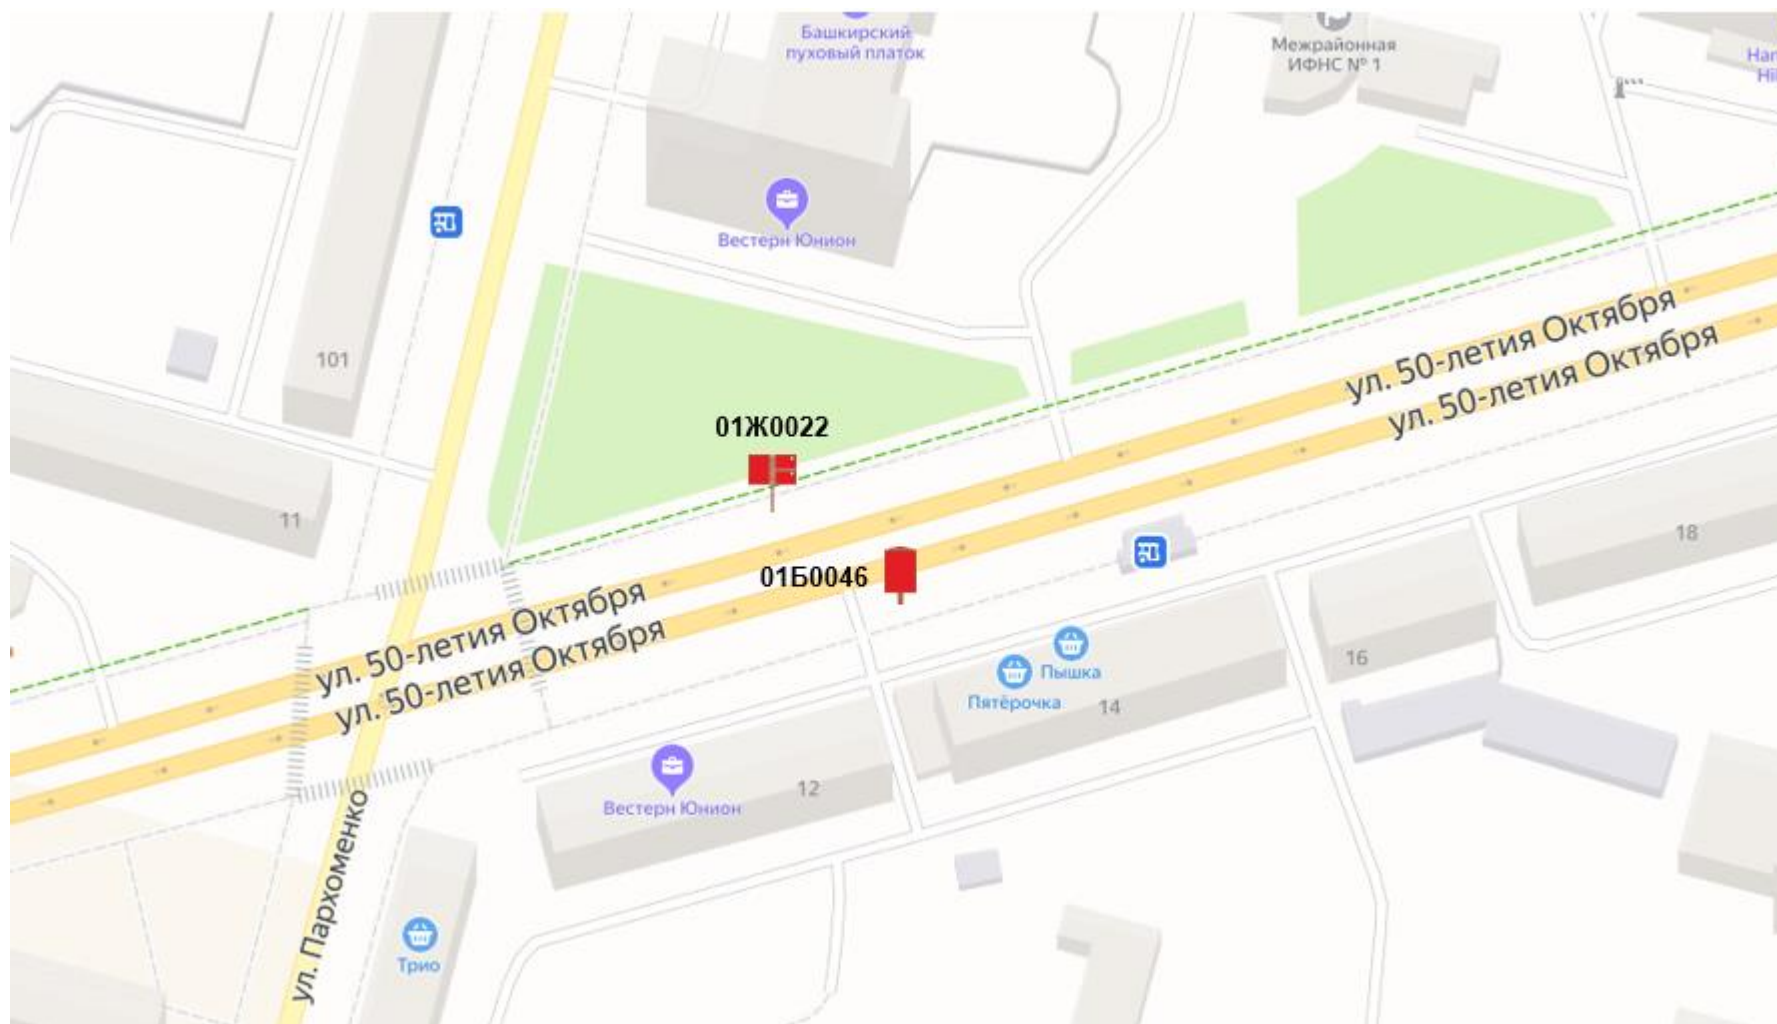 Башкирский
пуховый платок
Межрайонная
ИФНС № 1
Вестерн Юнион
101
ул. 50-летия Октября
ул. 50-летия Октября
01Ж0022
11
18
01Б0046
ул. 50-летия Октября
ул. 50-летия Октября
16
Пышка
Пятёрочка
14
12
Вестерн Юнион
ул. Пархоменко
Трио